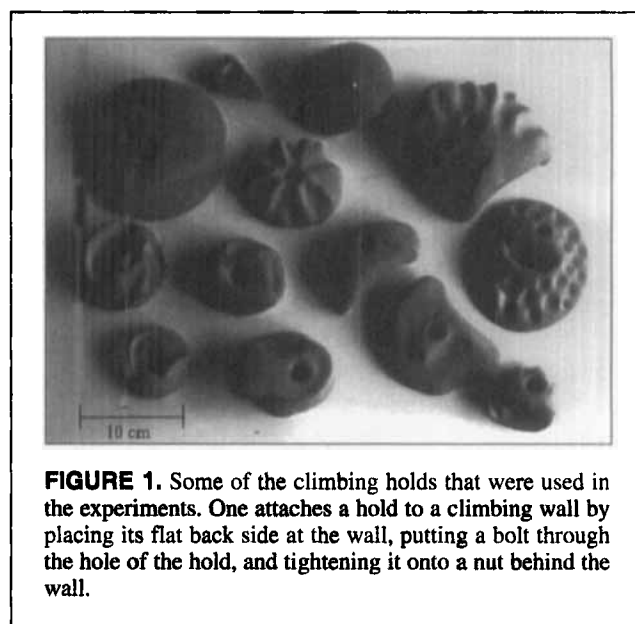 10 cm
FIGURE 1. Some of the climbing holds that were used in
the experiments. One attaches a hold to a climbing wall by
placing its flat back side at the wall, putting a bolt through
the hole of the hold, and tightening it onto a nut behind the
wall.